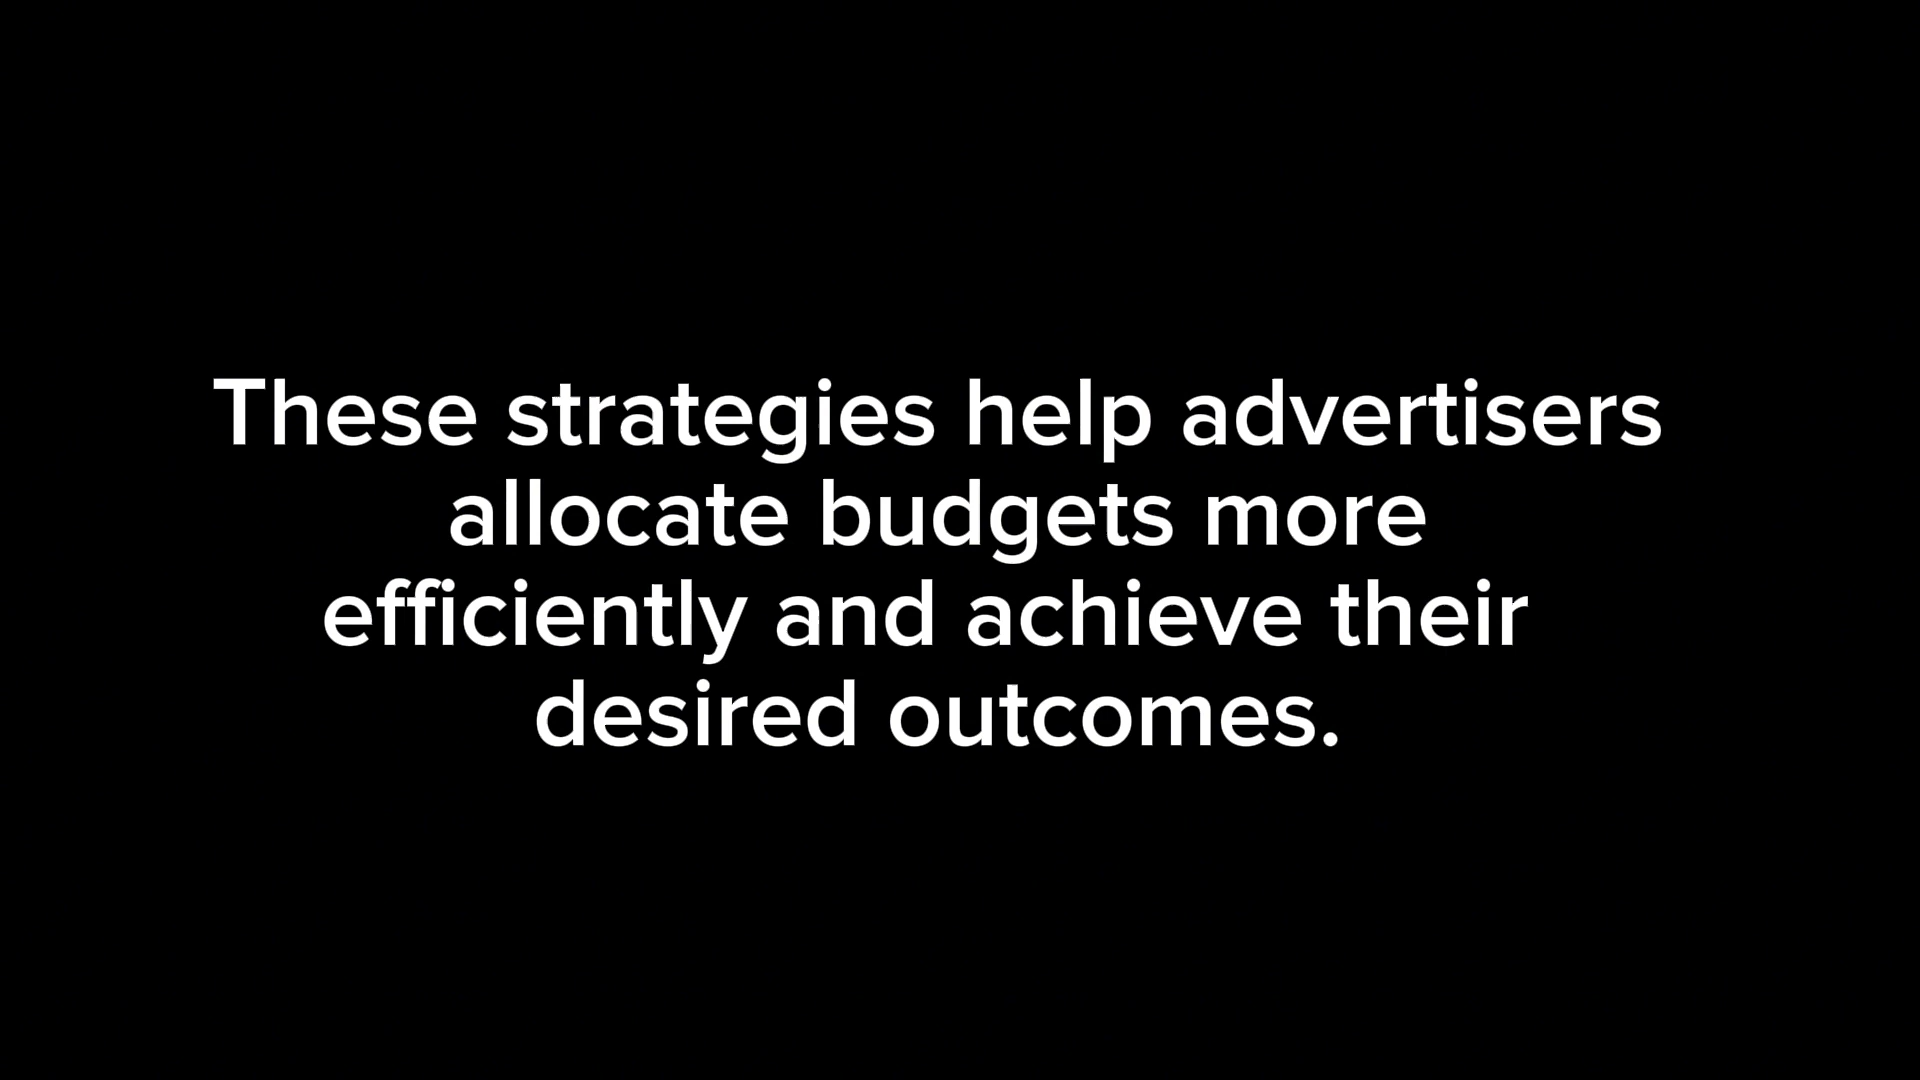 These strategies help advertisers
allocate budgets more
efficiently and achieve their
desired outcomes.